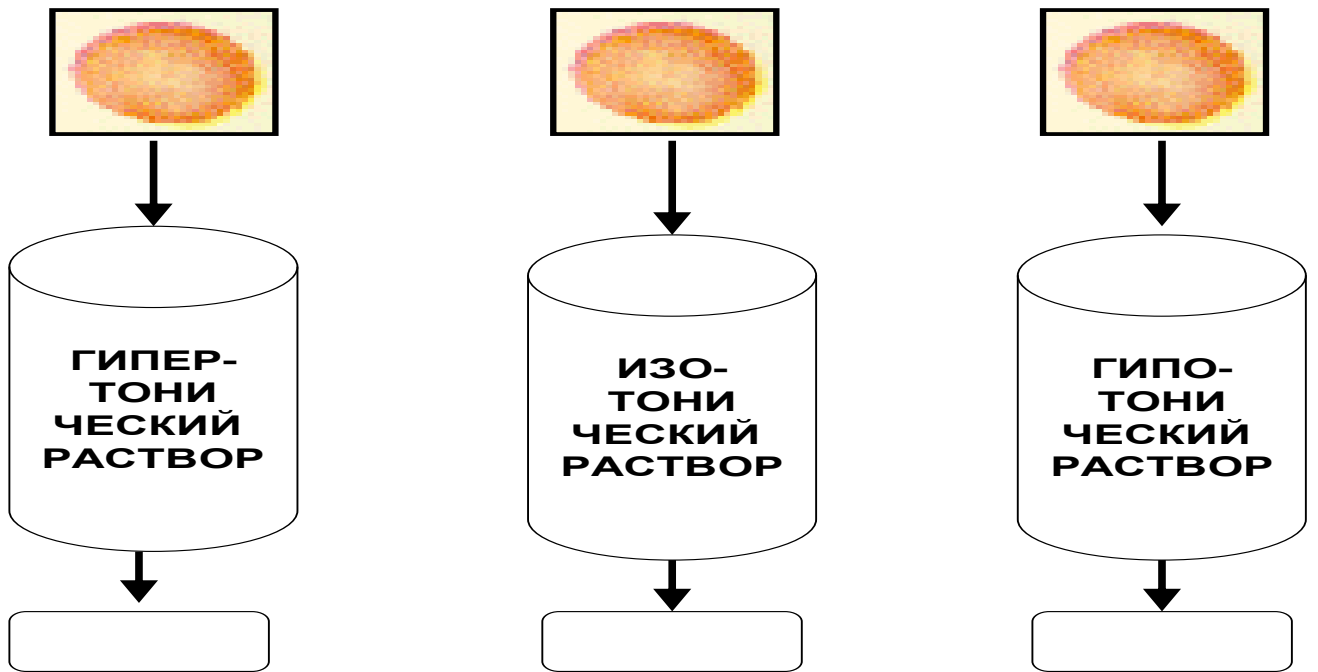 ГИПЕР-
ТОНИ
ЧЕСКИЙ
РАСТВОР
ИЗО-
ТОНИ
ЧЕСКИЙ
РАСТВОР
ГИПО-
ТОНИ
ЧЕСКИЙ
РАСТВОР